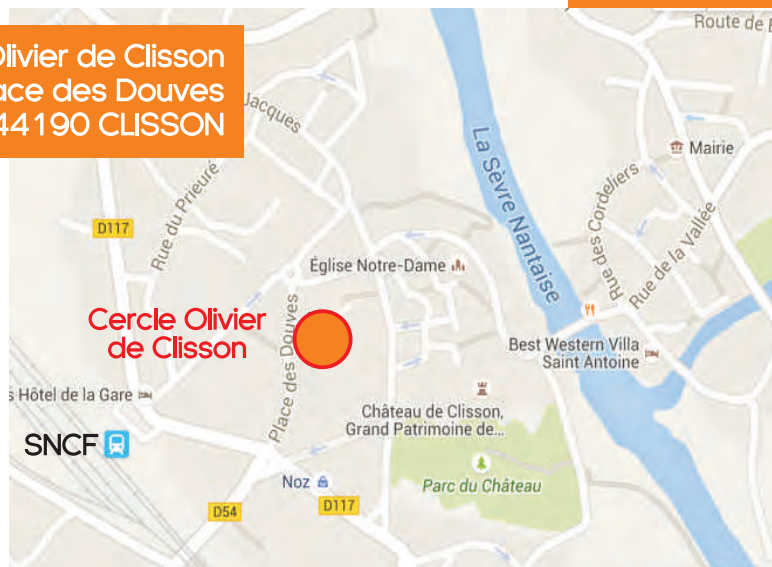 Olivier de Clisson
ace des Douves
44190 CLISSON
Route de
Jacques
La Sèvre Nantaise
Mairie
Rue du Prieuré
Rue des Cordeliers
Rue de la Vallée
D117
Église Notre-Dame
Cercle Olivier
de Clisson
Place des Douves
Best Western Villa
Saint Antoine
s Hôtel de la Gare
Château de Clisson,
Grand Patrimoine de...
SNCF
Noz
Parc du Château
D54
D117